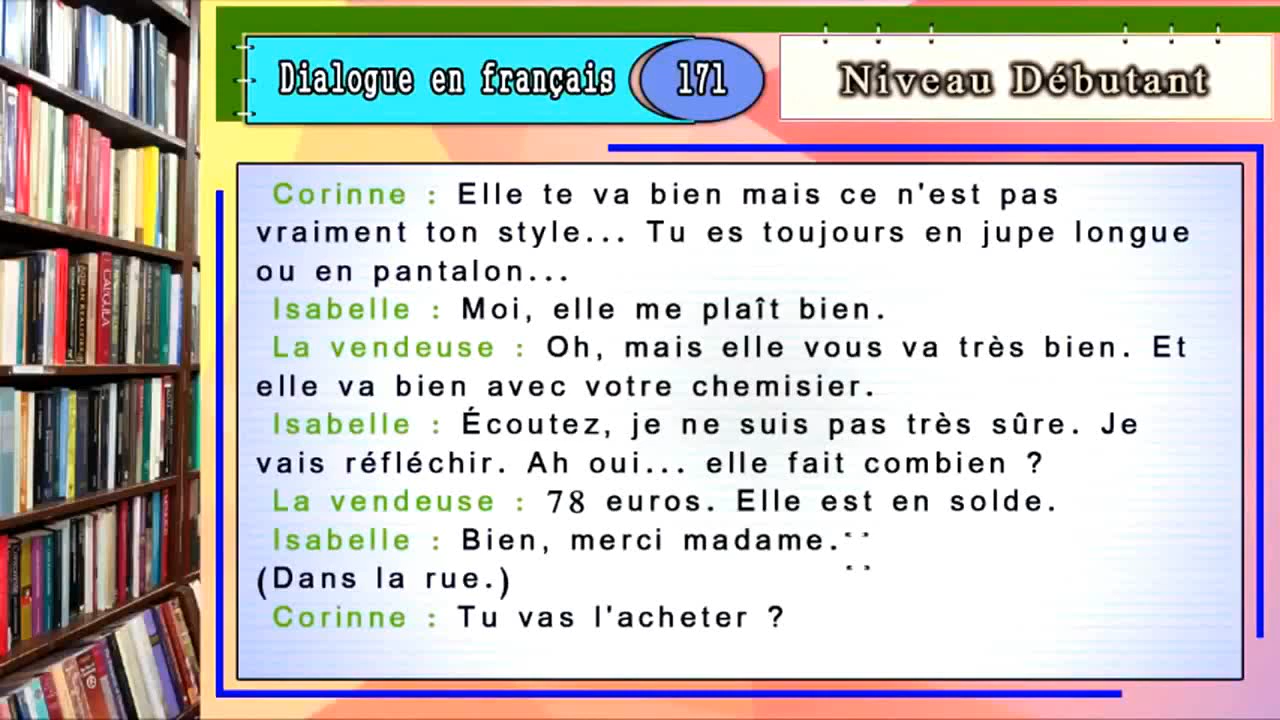 Dialogue en français 171
Niveau Débutant
Corinne : Elle te va bien mais ce n'est pas
vraiment ton style... Tu es toujours en jupe longue
ou en pantalon...
Isabelle : Moi, elle me plaît bien.
La vendeuse : Oh, mais elle vous va très bien. Et
elle va bien avec votre chemisier.
Isabelle : Écoutez, je ne suis pas très sûre. Je
vais réfléchir. Ah oui... elle fait combien ?
La vendeuse : 78 euros. Elle est en solde.
Isabelle : Bien, merci madame.
(Dans la rue.)
Corinne : Tu vas l'acheter ?